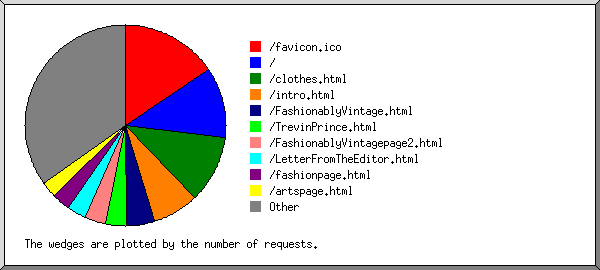 /favicon.ico
/
/clothes.html
/intro.html
/FashionablyVintage.html
/TrevinPrince.html
/FashionablyVintagepage2.html
/LetterFromTheEditor.html
/fashionpage.html
/artspage.html
Other
The wedges are plotted by the number of requests.